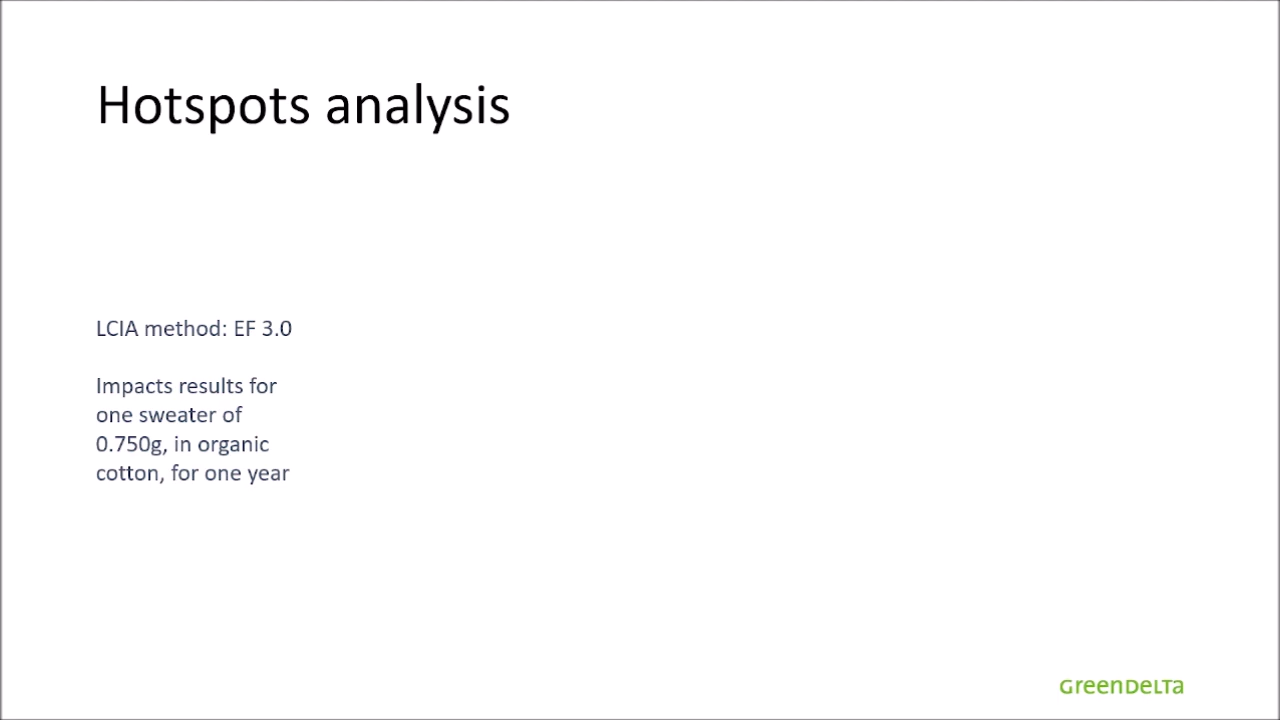 Hotspots analysis
LCIA method: EF 3.0
Impacts results for
one sweater of
0.750g, in organic
cotton, for one year
GreenDelta